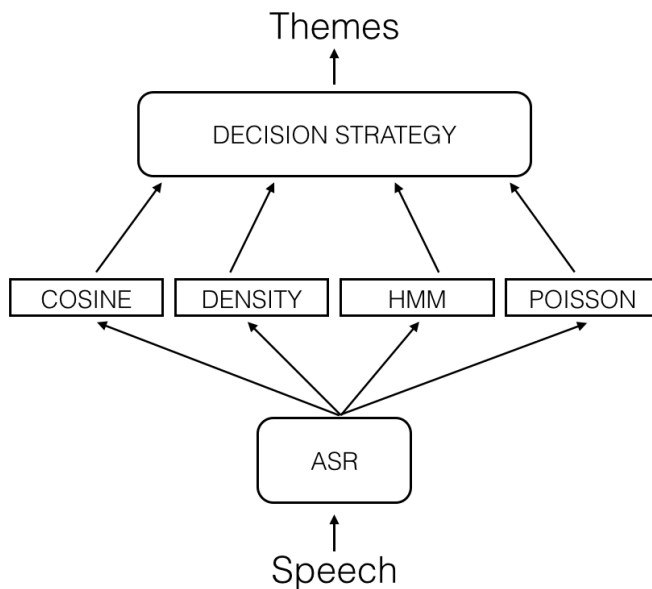 Themes
DECISION STRATEGY
COSINE DENSITY HMM POISSON
ASR
Speech